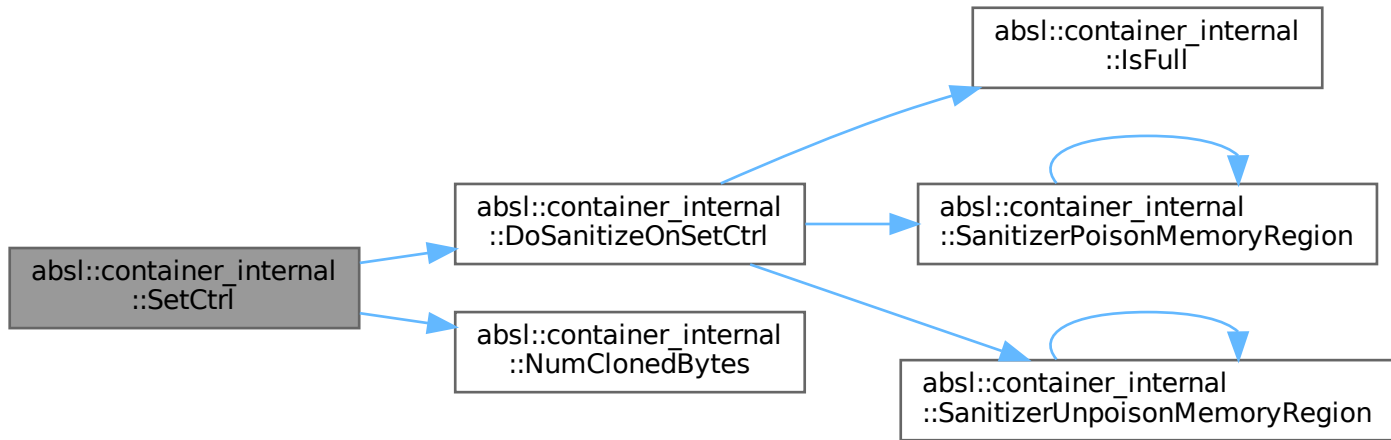 absl::container_internal
::SetCtrl
absl::container_internal
::DoSanitizeOnSetCtrl
absl::container_internal
::NumClonedBytes
absl::container_internal
::IsFull
absl::container_internal
::SanitizerPoisonMemoryRegion
absl::container_internal
::SanitizerUnpoisonMemoryRegion